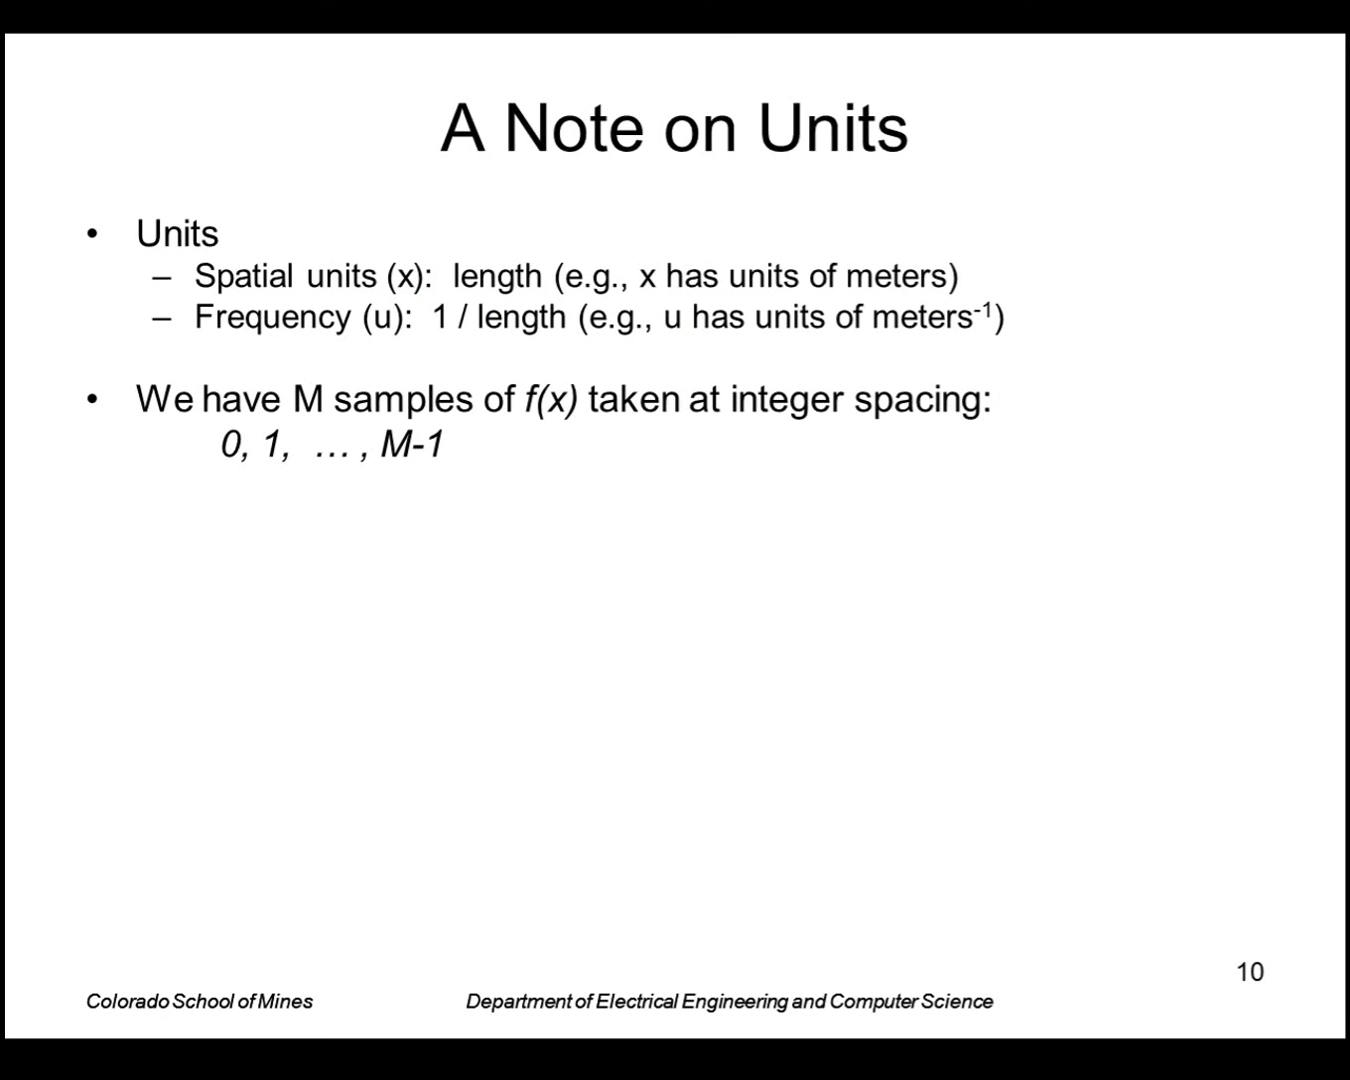 A Note on Units
• Units
– Spatial units (x): length (e.g., x has units of meters)
– Frequency (u): 1 / length (e.g., u has units of meters⁻¹)
• We have M samples of f(x) taken at integer spacing:
0, 1, … , M-1
10
Colorado School of Mines Department of Electrical Engineering and Computer Science